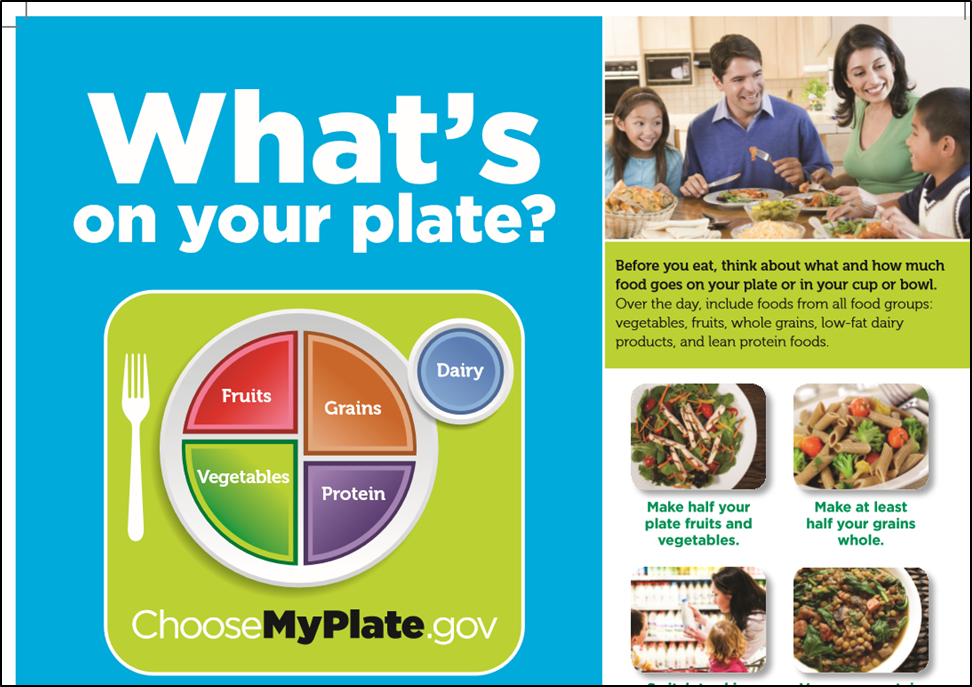 What's
on your plate?
Before you eat, think about what and how much
food goes on your plate or in your cup or bowl.
Over the day, include foods from all food groups:
vegetables, fruits, whole grains, low-fat dairy
products, and lean protein foods.
Fruits
Grains
Dairy
Vegetables
Protein
ChooseMyPlate.gov
Make half your
plate fruits and
vegetables.
Make at least
half your grains
whole.